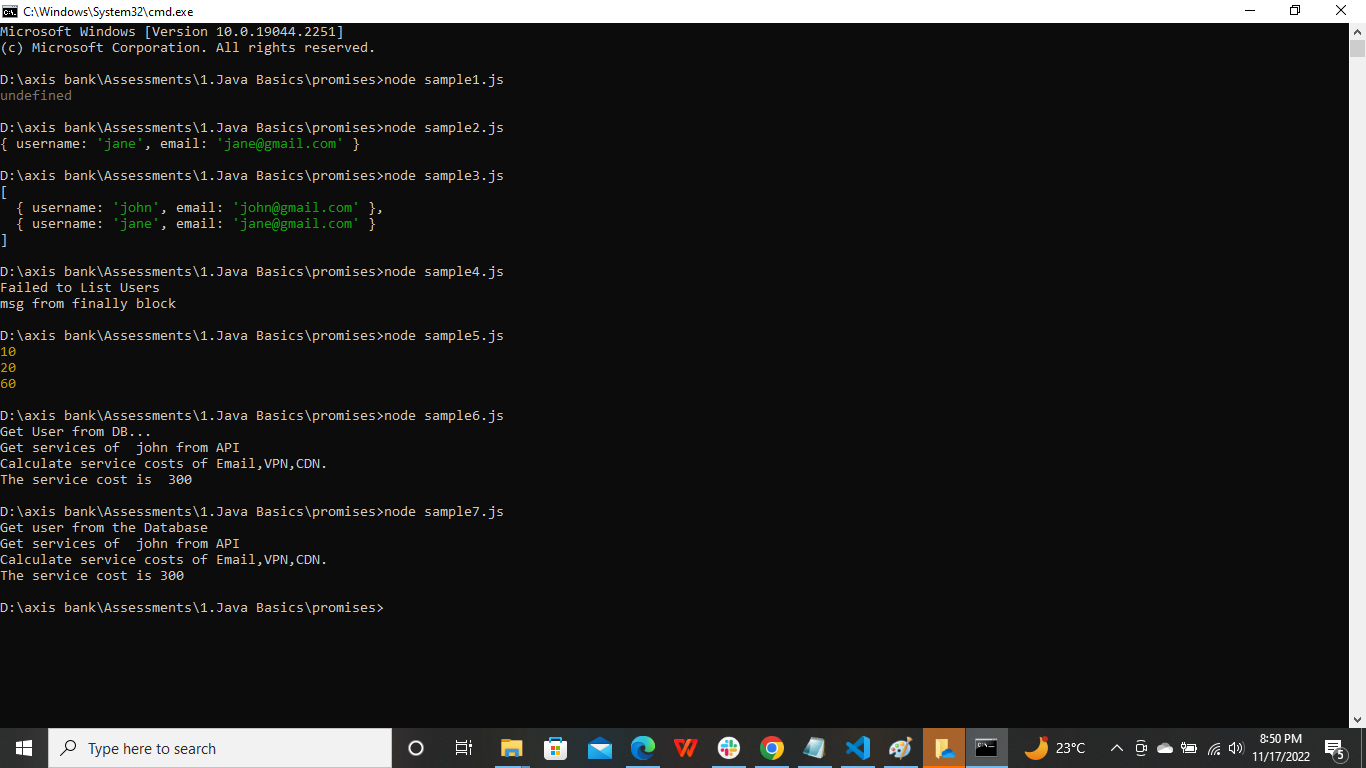 C:\Windows\System32\cmd.exe
Microsoft Windows [Version 10.0.19044.2251]
(c) Microsoft Corporation. All rights reserved.
D:\axis bank\Assessments\1.Java Basics\promises>node sample1.js
undefined
D:\axis bank\Assessments\1.Java Basics\promises>node sample2.js
{ username: 'jane', email: 'jane@gmail.com' }
D:\axis bank\Assessments\1.Java Basics\promises>node sample3.js
[
  { username: 'john', email: 'john@gmail.com' },
  { username: 'jane', email: 'jane@gmail.com' }
]
D:\axis bank\Assessments\1.Java Basics\promises>node sample4.js
Failed to List Users
msg from finally block
D:\axis bank\Assessments\1.Java Basics\promises>node sample5.js
10
20
60
D:\axis bank\Assessments\1.Java Basics\promises>node sample6.js
Get User from DB...
Get services of  john from API
Calculate service costs of Email,VPN,CDN.
The service cost is  300
D:\axis bank\Assessments\1.Java Basics\promises>node sample7.js
Get user from the Database
Get services of  john from API
Calculate service costs of Email,VPN,CDN.
The service cost is 300
D:\axis bank\Assessments\1.Java Basics\promises>
Type here to search
23°C
8:50 PM
11/17/2022
5